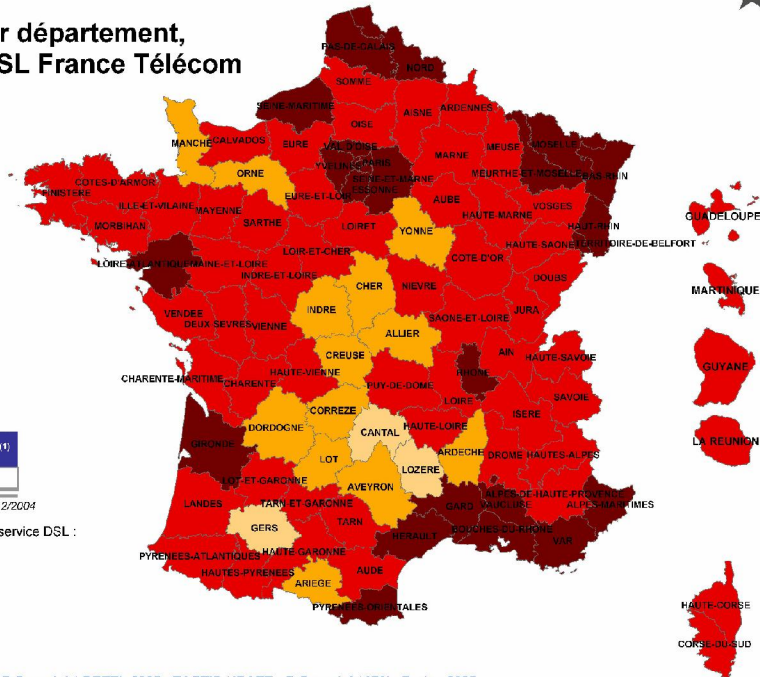 r département,
SL France Télécom
PAS-DE-CALAIS
NORD
SOMME
SEINE-MARITIME
AISNE
ARDENNES
OISE
MANCHE
CALVADOS
EURE
VAL D'OISE
MEUSE
MOSELLE
YVELINES
PARIS
MARNE
ORNE
SEINE-ET-MARNE
MEURTHE-ET-MOSELLE
BAS-RHIN
COTES-D'ARMOR
ESSONNE
FINISTERE
EURE-ET-LOIR
AUBE
VOSGES
ILLE-ET-VILAINE
MAYENNE
HAUTE-MARNE
GUADELOUPE
MORBIHAN
SARTHE
LOIRET
YONNE
HAUT-RHIN
HAUTE-SAONE
TERRITOIRE-DE-BELFORT
LOIR-ET-CHER
COTE-D'OR
LOIRE-ATLANTIQUE
MAINE-ET-LOIRE
INDRE-ET-LOIRE
DOUBS
CHER
NIEVRE
MARTINIQUE
INDRE
JURA
VENDEE
DEUX-SEVRES
VIENNE
SAONE-ET-LOIRE
ALLIER
AIN
CREUSE
HAUTE-SAVOIE
GUYANE
HAUTE-VIENNE
RHONE
CHARENTE-MARITIME
CHARENTE
PUY-DE-DOME
SAVOIE
LOIRE
CORREZE
ISERE
DORDOGNE
CANTAL
HAUTE-LOIRE
LA REUNION
GIRONDE
(1)
LOT
ARDECHE
DROME
HAUTES-ALPES
LOZERE
LOT-ET-GARONNE
AVEYRON
ALPES-DE-HAUTE-PROVENCE
2/2004
LANDES
TARN-ET-GARONNE
GARD
VAUCLUSE
ALPES-MARITIMES
service DSL :
GERS
TARN
HERAULT
BOUCHES-DU-RHONE
VAR
PYRENEES-ATLANTIQUES
HAUTE-GARONNE
HAUTES-PYRENEES
ARIEGE
AUDE
PYRENEES-ORIENTALES
HAUTE-CORSE
CORSE-DU-SUD